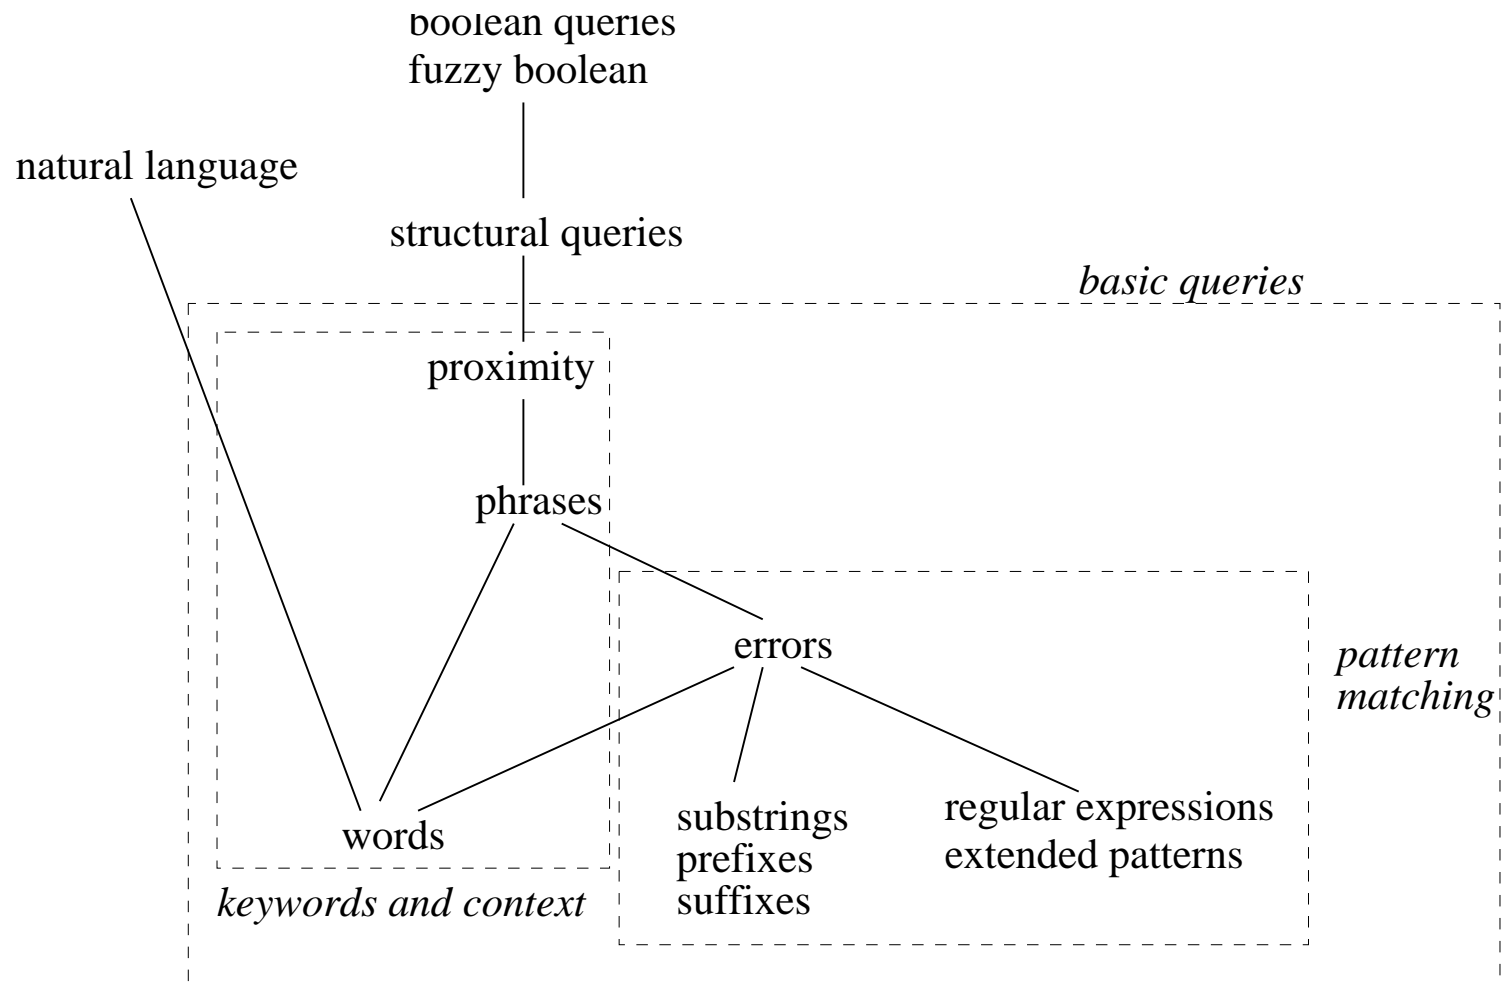 boolean queries
fuzzy boolean
natural language
structural queries
basic queries
proximity
phrases
errors
pattern
matching
words
substrings
prefixes
suffixes
regular expressions
extended patterns
keywords and context